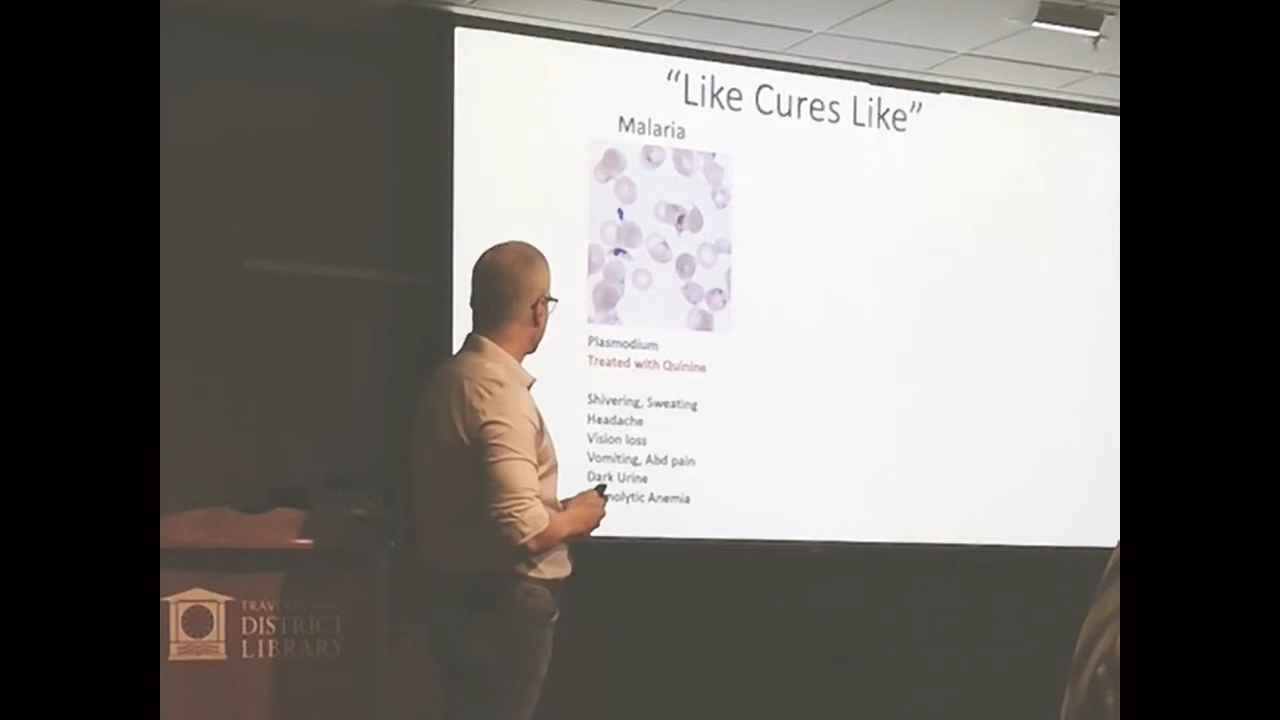 “Like Cures Like”
Malaria
Plasmodium
Treated with Quinine
Shivering, Sweating
Headache
Vision loss
Vomiting, Abd pain
Dark Urine
Anemia
DISTRICT
LIBRARY